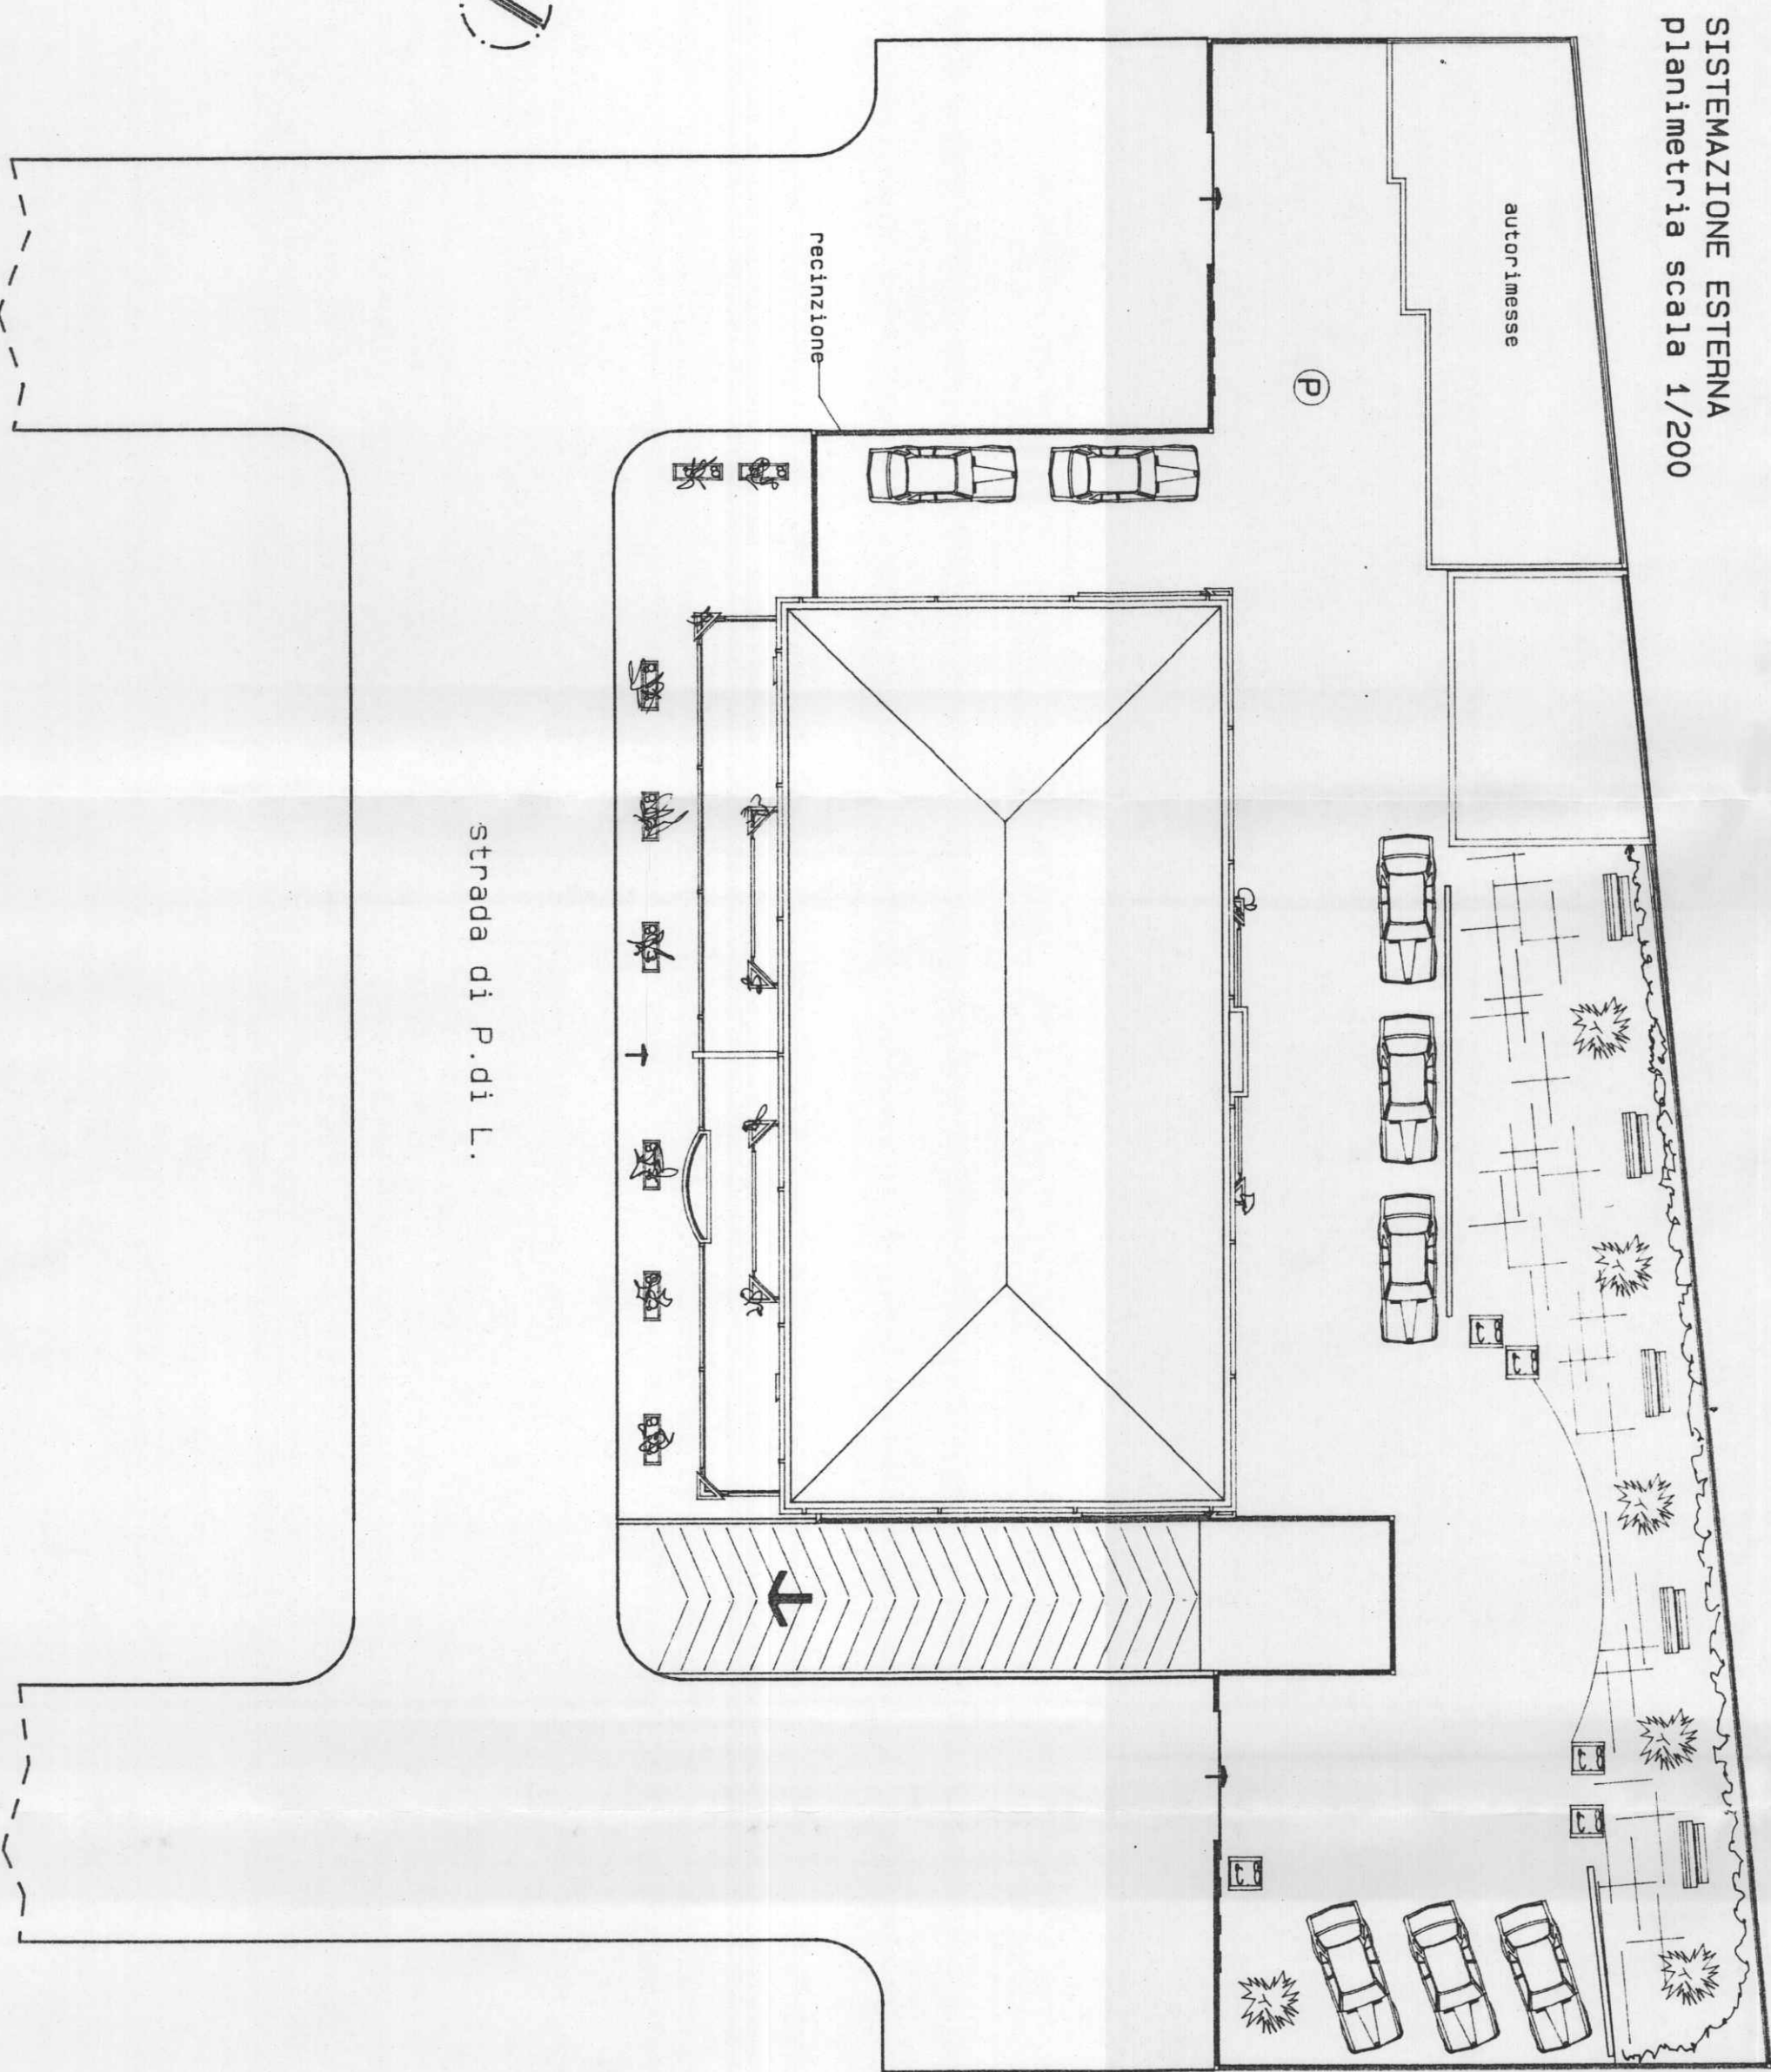 SISTEMAZIONE ESTERNA
planimetria scala 1/200
autorimesse
P
recinzione
strada di P.di L.